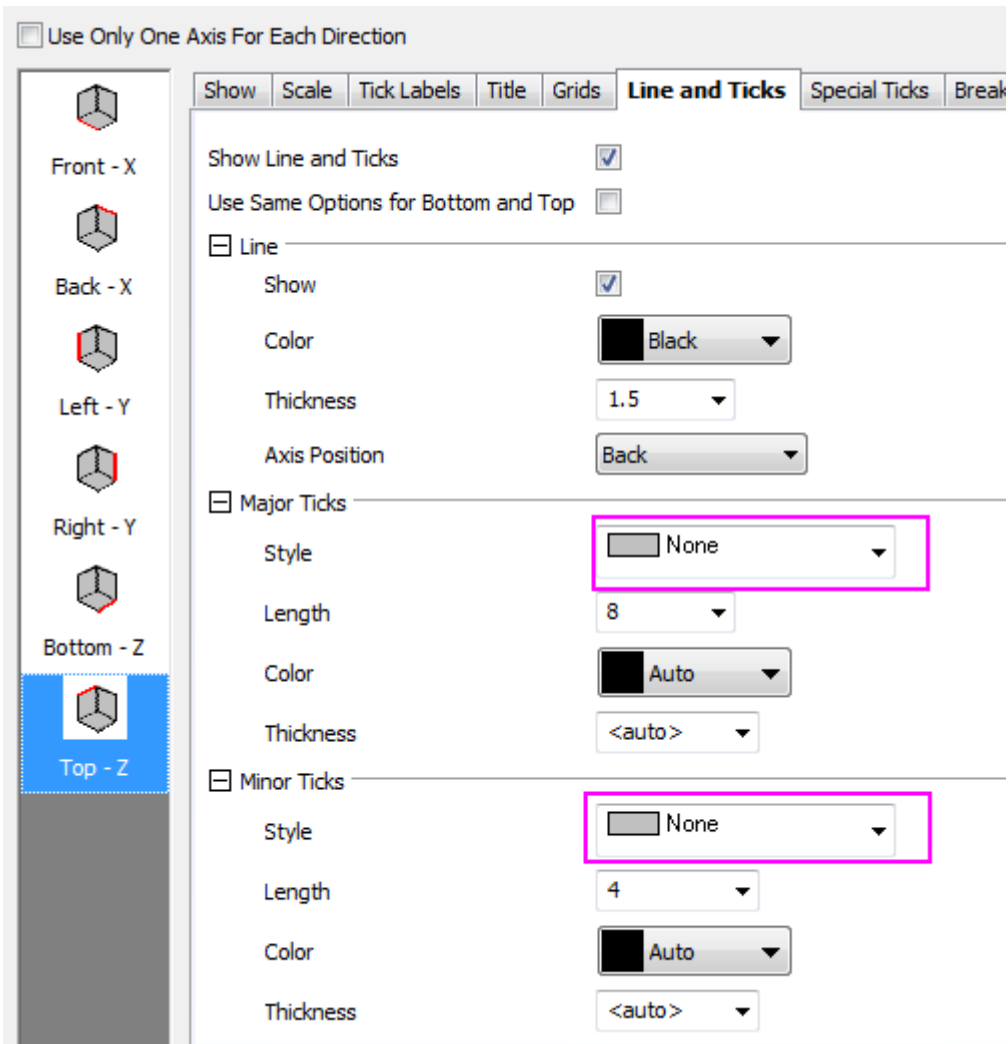 Use Only One Axis For Each Direction
Show Scale Tick Labels Title Grids Line and Ticks Special Ticks Break
Front - X
Back - X
Left - Y
Right - Y
Bottom - Z
Top - Z
Show Line and Ticks
Use Same Options for Bottom and Top
Line
Show
Color Black
Thickness 1.5
Axis Position Back
Major Ticks
Style None
Length 8
Color Auto
Thickness <auto>
Minor Ticks
Style None
Length 4
Color Auto
Thickness <auto>